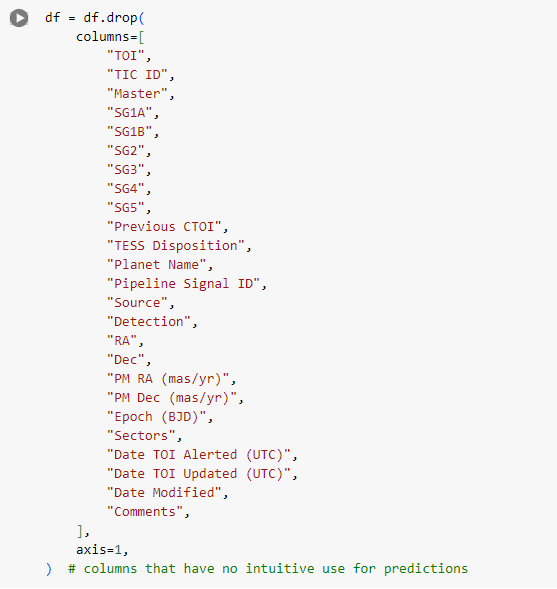 df = df.drop(
    columns=[
        "TOI",
        "TIC ID",
        "Master",
        "SG1A",
        "SG1B",
        "SG2",
        "SG3",
        "SG4",
        "SG5",
        "Previous CTOI",
        "TESS Disposition",
        "Planet Name",
        "Pipeline Signal ID",
        "Source",
        "Detection",
        "RA",
        "Dec",
        "PM RA (mas/yr)",
        "PM Dec (mas/yr)",
        "Epoch (BJD)",
        "Sectors",
        "Date TOI Alerted (UTC)",
        "Date TOI Updated (UTC)",
        "Date Modified",
        "Comments",
    ],
    axis=1,
)  # columns that have no intuitive use for predictions